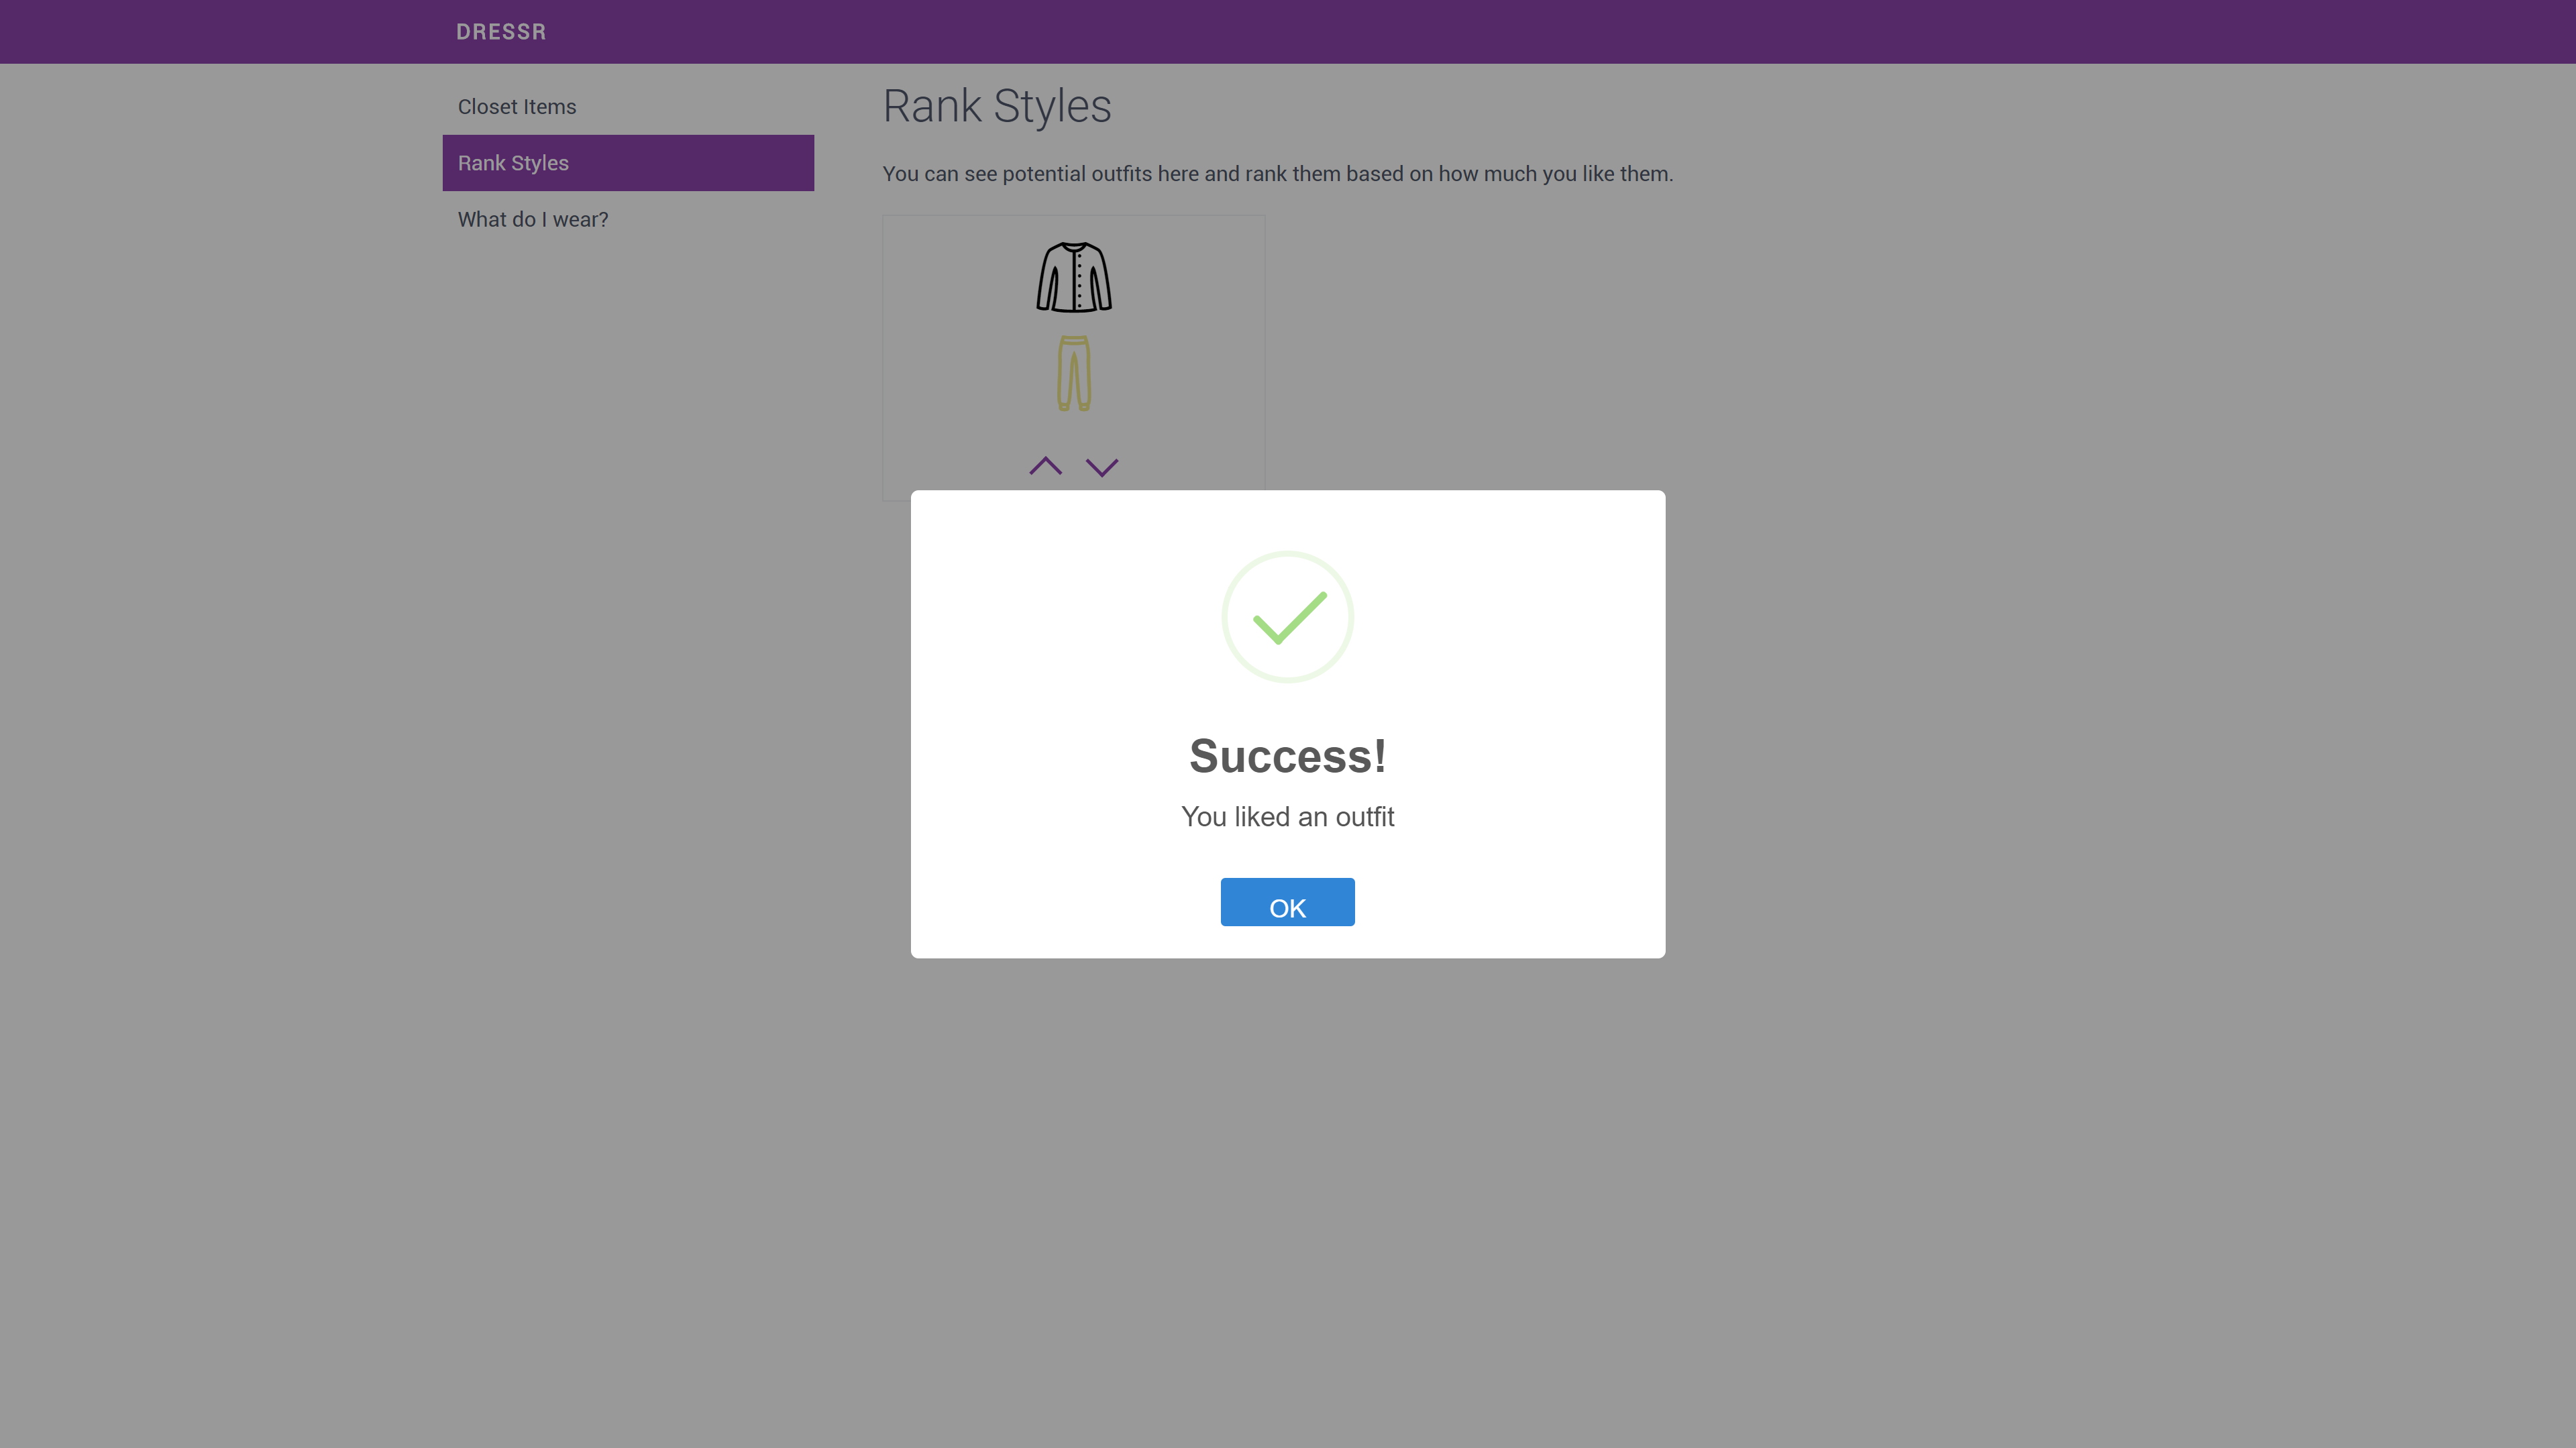 DRESSR
Closet Items
Rank Styles
What do I wear?
Rank Styles
You can see potential outfits here and rank them based on how much you like them.
Success!
You liked an outfit
OK